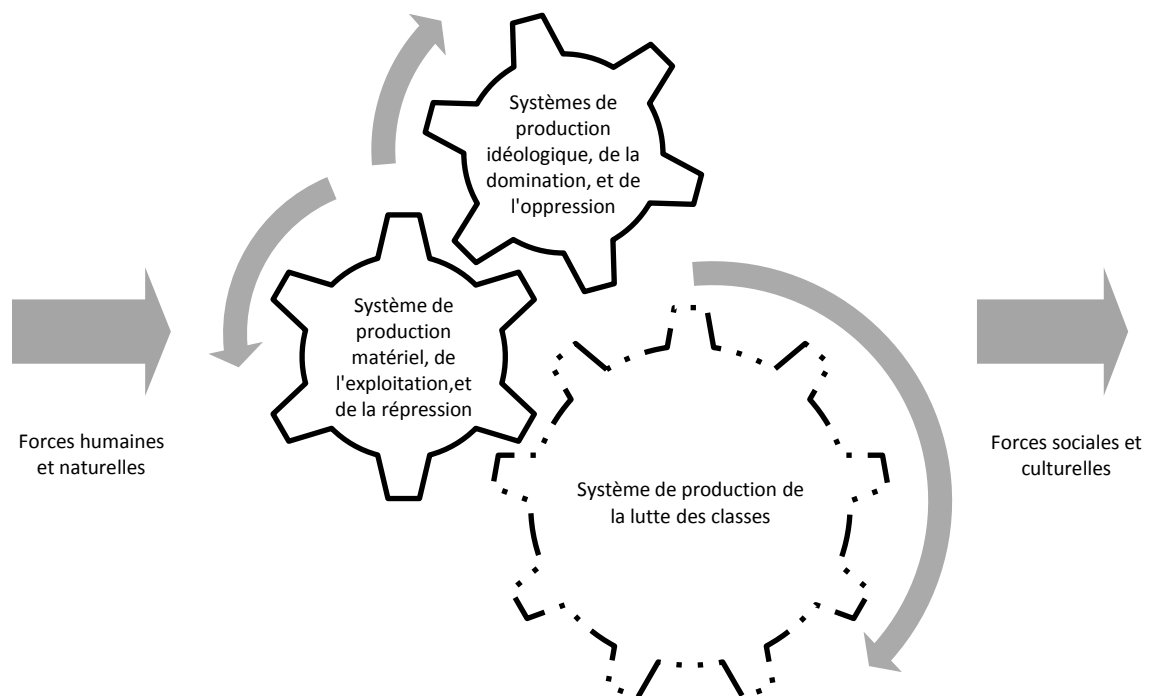 Systèmes de
production
idéologique, de la
domination, et de
l'oppression
Système de
production
matériel, de
l'exploitation,et
de la répression
Forces humaines
et naturelles
Système de production de
la lutte des classes
Forces sociales et
culturelles